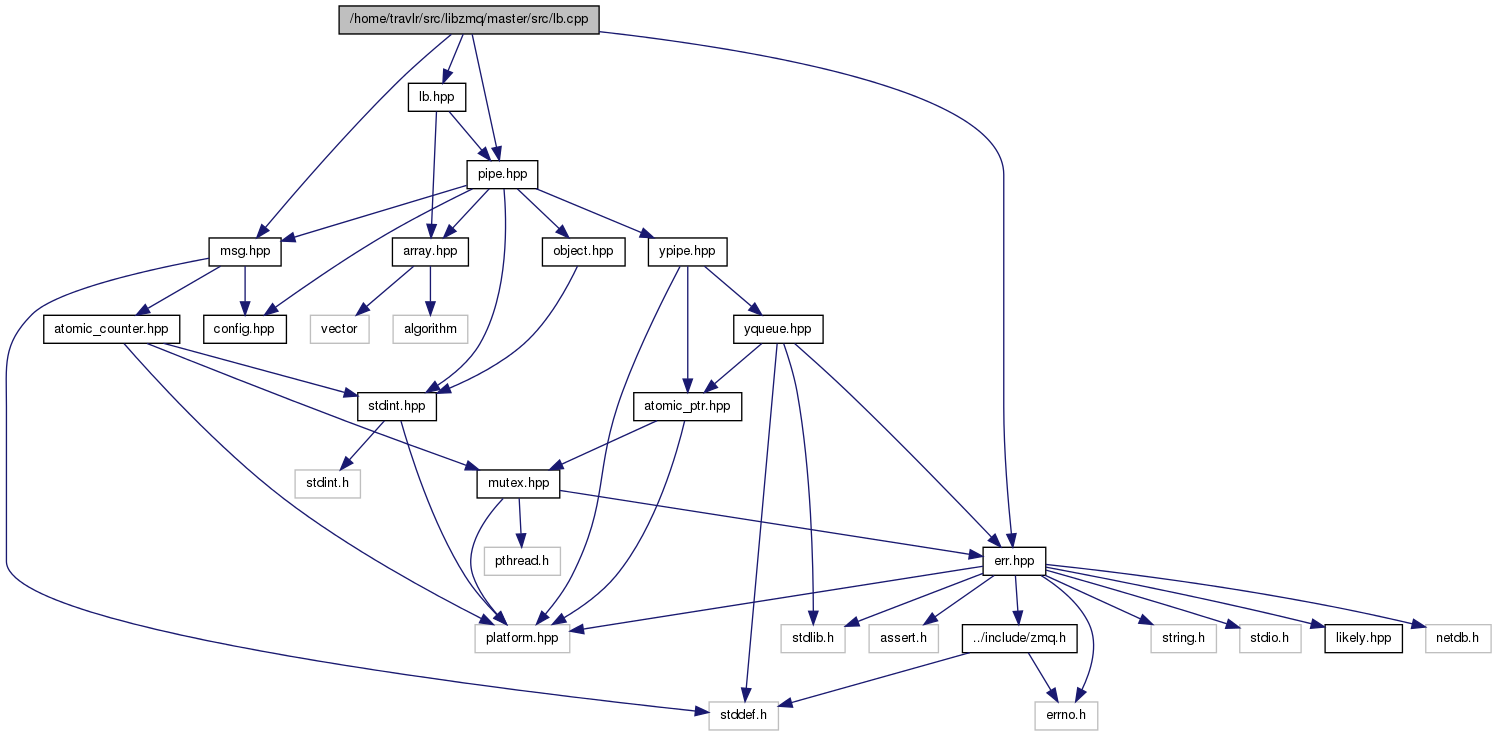 /home/travlr/src/libzmq/master/src/lb.cpp
lb.hpp
pipe.hpp
msg.hpp
array.hpp
object.hpp
ypipe.hpp
atomic_counter.hpp
config.hpp
vector
algorithm
yqueue.hpp
stdint.hpp
atomic_ptr.hpp
stdint.h
mutex.hpp
pthread.h
err.hpp
platform.hpp
stdlib.h
assert.h
../include/zmq.h
string.h
stdio.h
likely.hpp
netdb.h
stddef.h
errno.h